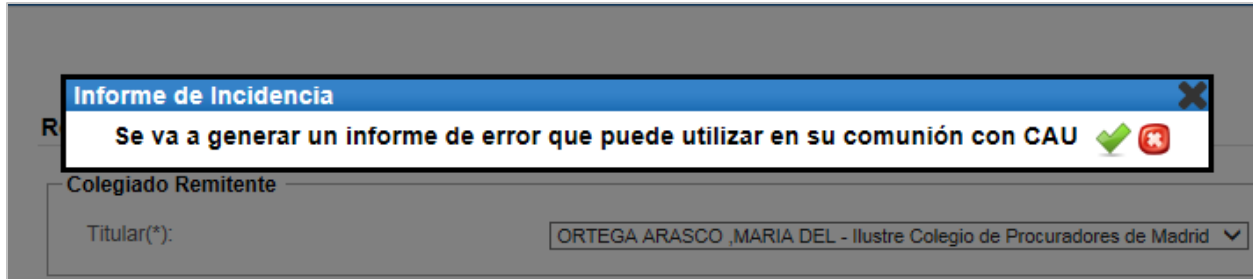 Informe de Incidencia
Se va a generar un informe de error que puede utilizar en su comunión con CAU
R
Colegiado Remitente
Titular(*):
ORTEGA ARASCO ,MARIA DEL - Ilustre Colegio de Procuradores de Madrid